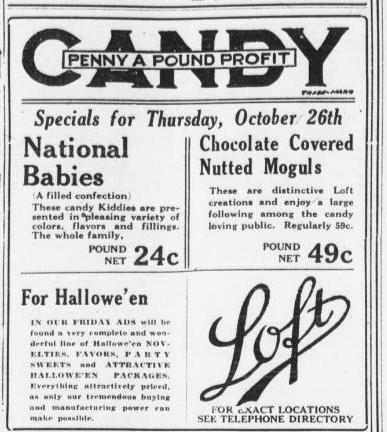 CANDY
PENNY A POUND PROFIT
TRADE-MARK
Specials for Thursday, October 26th
National
Babies
(A filled confection)
These candy Kiddies are pre-
sented in pleasing variety of
colors, flavors and fillings.
The whole family,
POUND
NET 24c
Chocolate Covered
Nutted Moguls
These are distinctive Loft
creations and enjoy a large
following among the candy
loving public. Regularly 59c.
POUND
NET 49c
For Hallowe'en
IN OUR FRIDAY ADS will be
found a very complete and won-
derful line of Hallowe'en NOV-
ELTIES, FAVORS, PARTY
SWEETS and ATTRACTIVE
HALLOWE'EN PACKAGES.
Everything attractively priced,
as only our tremendous buying
and manufacturing power can
make possible.
Loft
FOR EXACT LOCATIONS
SEE TELEPHONE DIRECTORY